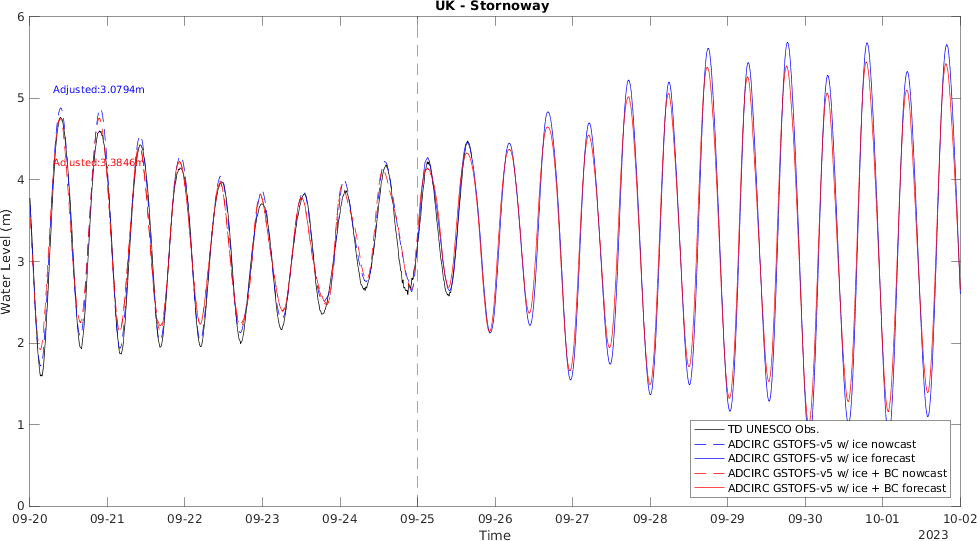 UK - Stornoway
6
5
4
3
2
1
0
Water Level (m)
Adjusted:3.0794m
Adjusted:3.3846m
TD UNESCO Obs.
ADCIRC GSTOFS-v5 w/ ice nowcast
ADCIRC GSTOFS-v5 w/ ice forecast
ADCIRC GSTOFS-v5 w/ ice + BC nowcast
ADCIRC GSTOFS-v5 w/ ice + BC forecast
09-20 09-21 09-22 09-23 09-24 09-25 09-26 09-27 09-28 09-29 09-30 10-01 10-02
Time
2023